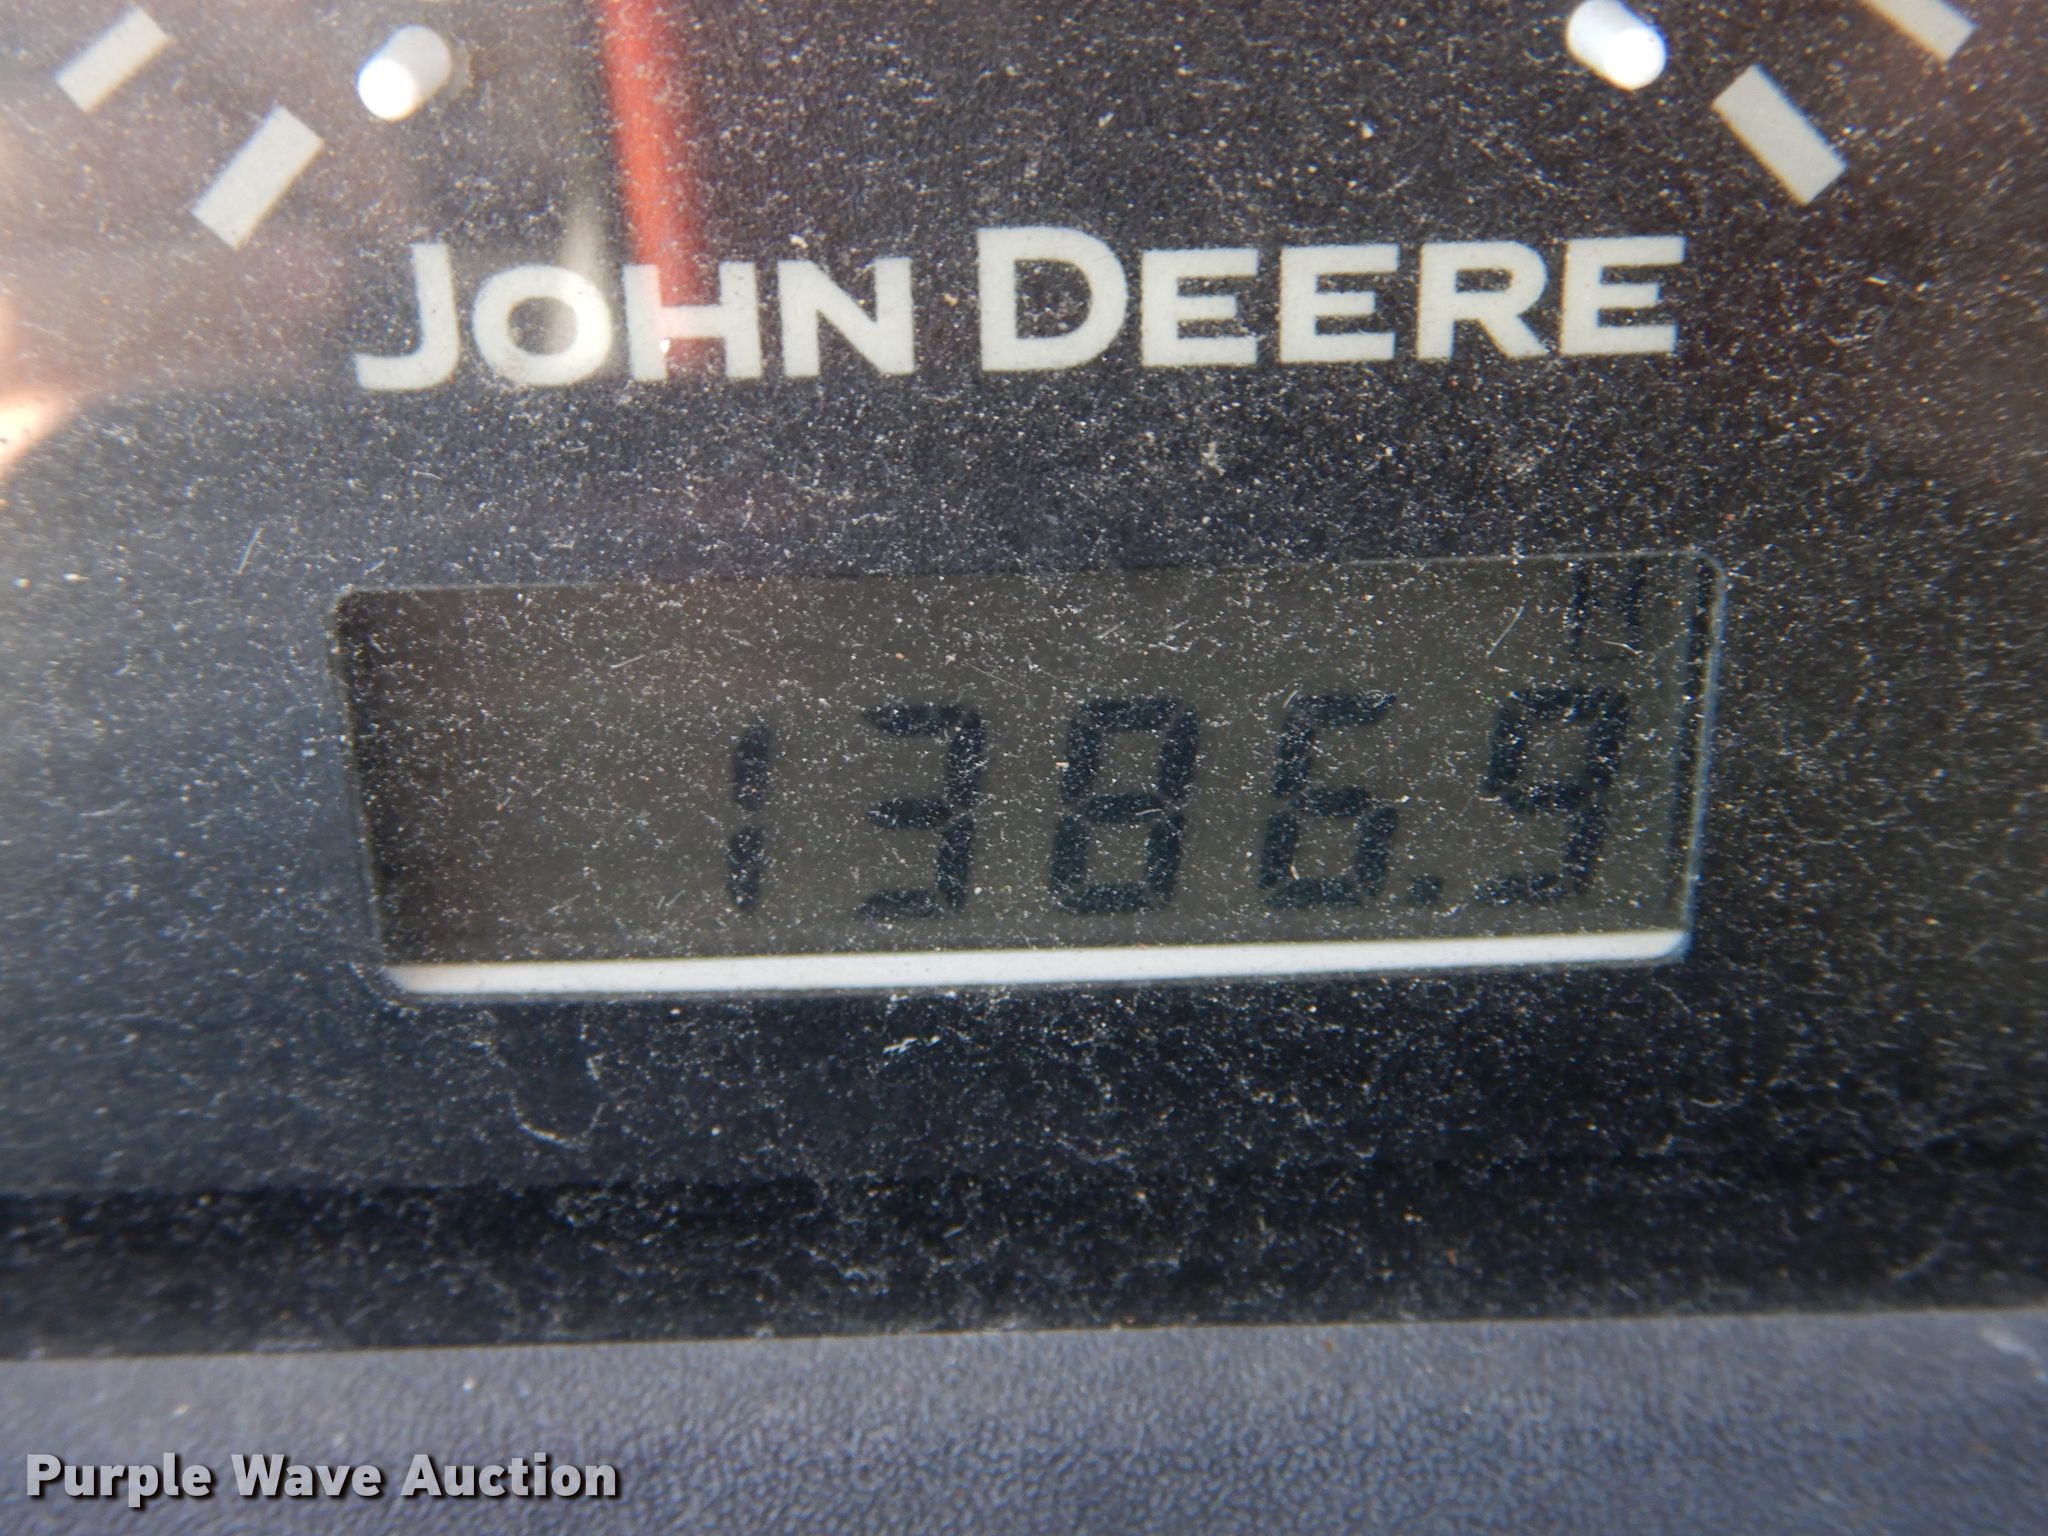 JOHN DEERE
1386.9
Purple Wave Auction